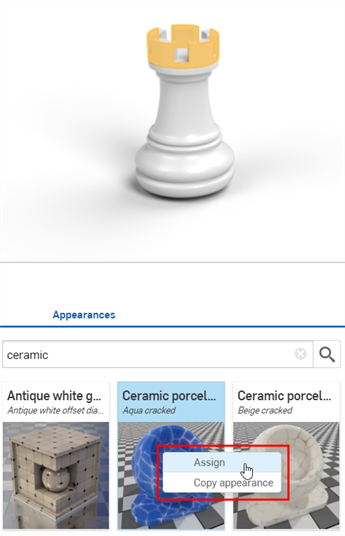 Appearances
ceramic
Antique white g...
Antique white offset dia...
Ceramic porcel...
Aqua cracked
Ceramic porcel...
Beige cracked
Assign
Copy appearance